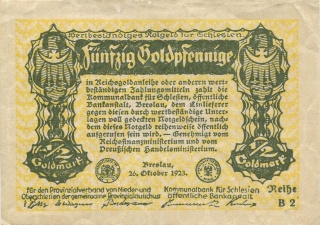 Wertbeständiges Notgeld für Schlesien
Fünfzig Goldpfennige
in Reichsgoldanleihe oder anderen wert-
beständigen Zahlungsmitteln zahlt die
Kommunalbank für Schlesien, öffentliche
Bankanstalt, Breslau, dem Einlieferer
gegen diesen durch wertbeständige Unter-
lagen voll gedeckten Notgeldschein, nach-
dem dieses Notgeld reihenweise öffentlich
aufgerufen sein wird. – Genehmigt vom
Reichsfinanzministerium und vom
Preußischen Handelsministerium.
1/2 Goldmark
1/2 Goldmark
Breslau,
26. Oktober 1923.
für den Provinzialverband von Nieder- und
Oberschlesien der gemeinsame Provinzialausschuß
Kommunalbank für Schlesien
öffentliche Bankanstalt
Reihe
B 2